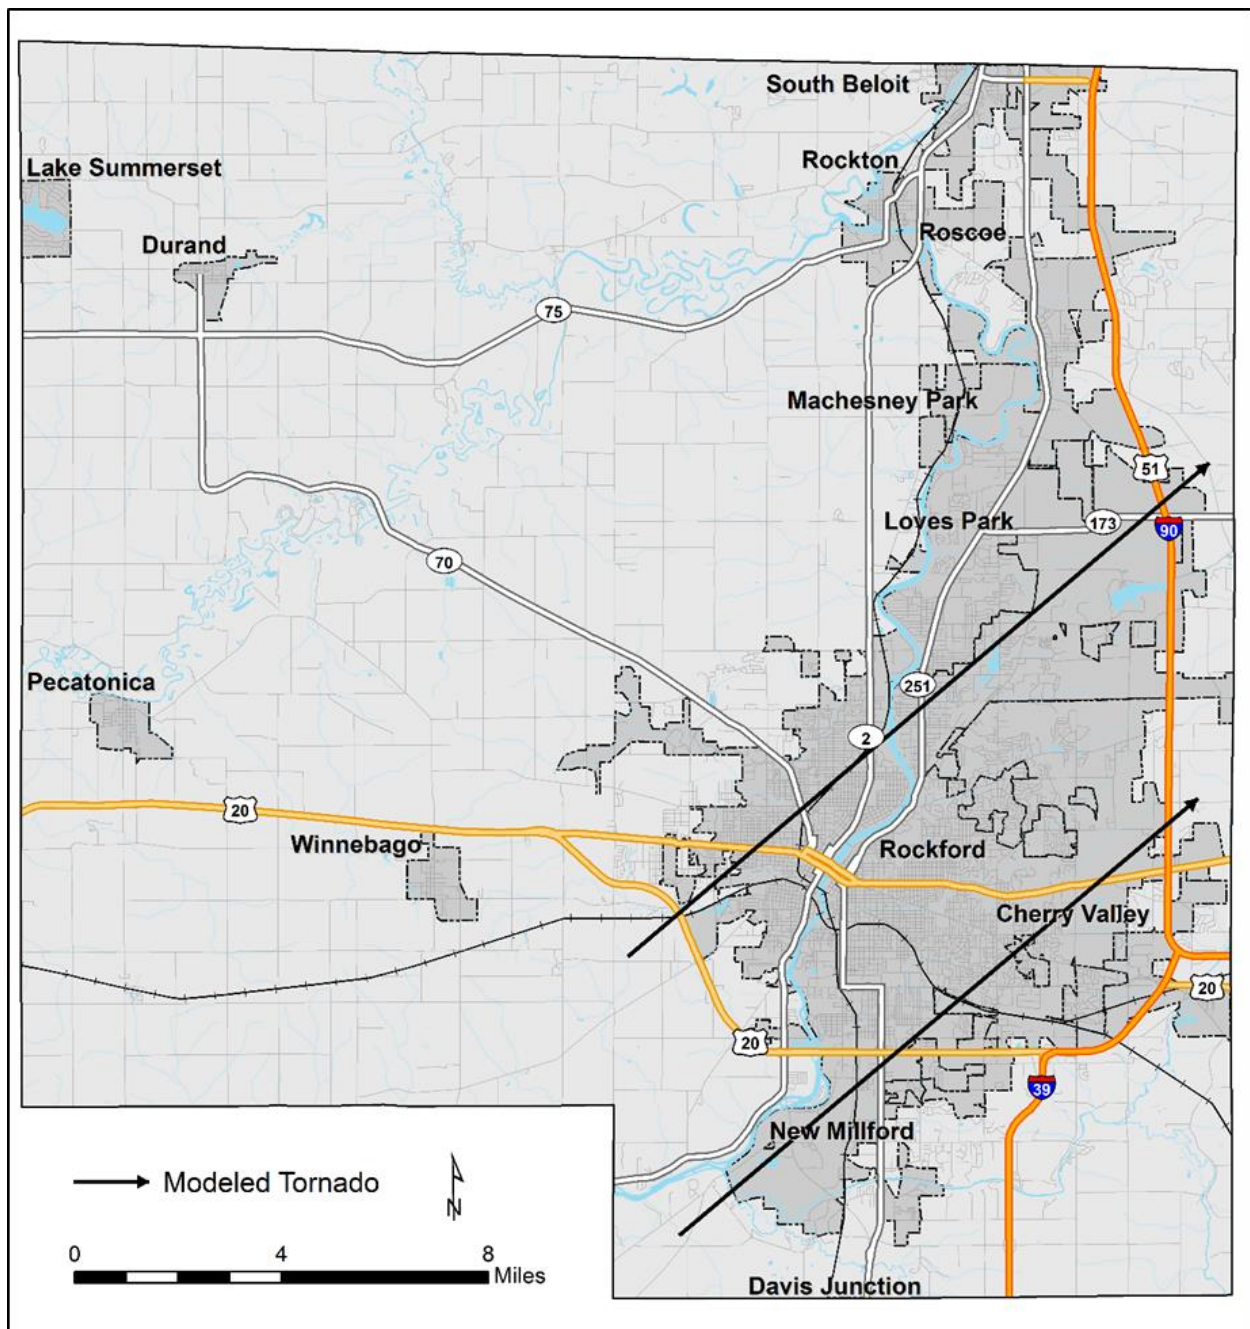 South Beloit
Rockton
Lake Summerset
Roscoe
Durand
75
Machesney Park
51
Loves Park
173
90
70
Pecatonica
251
2
20
Winnebago
Rockford
Cherry Valley
20
20
39
New Millford
Modeled Tornado
N
0 4 8
Miles
Davis Junction